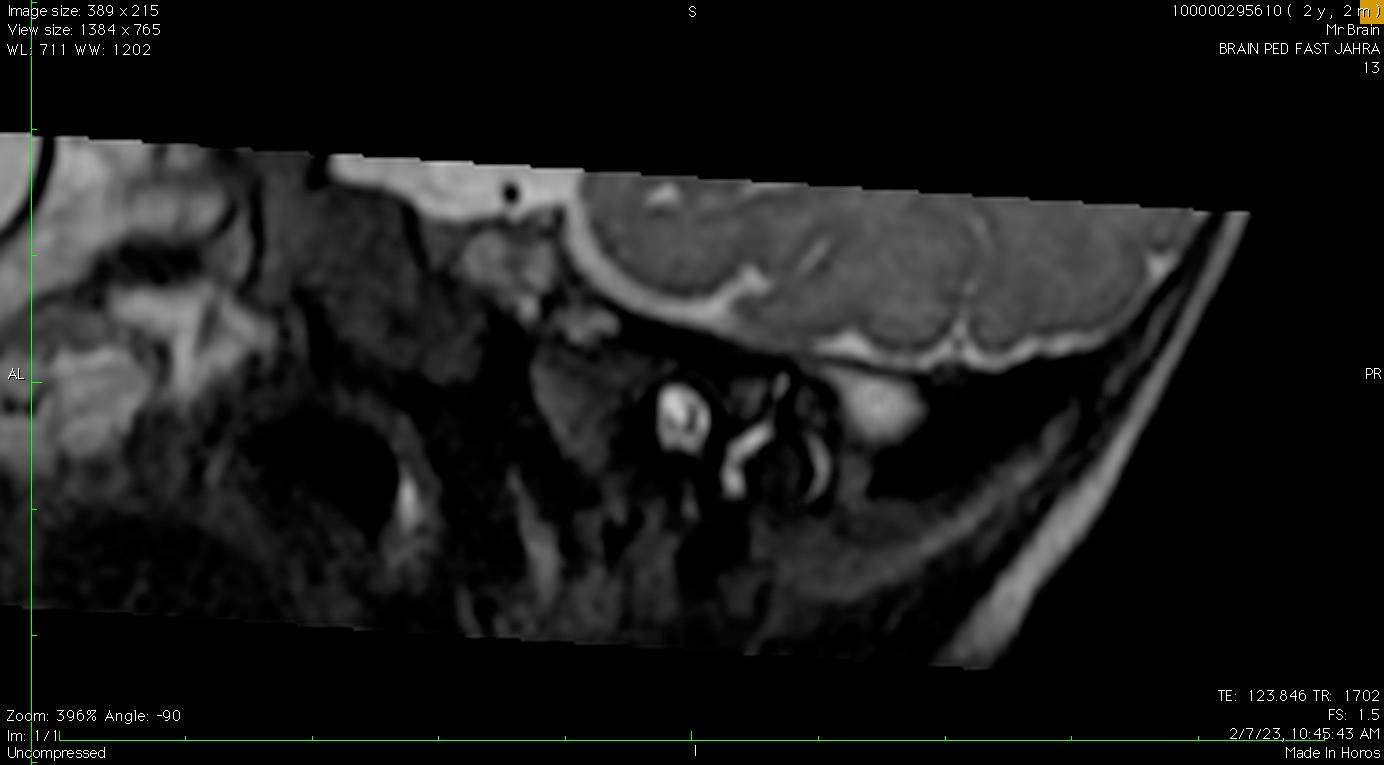 Image size: 389 x 215
View size: 1384 x 765
WL: 711 WW: 1202
S
100000295610 ( 2 y, 2 m )
Mr Brain
BRAIN PED FAST JAHRA
13
AL
PR
Zoom: 396% Angle: -90
Im: 1/1
Uncompressed
I
TE: 123.846 TR: 1702
FS: 1.5
2/7/23, 10:45:43 AM
Made In Horos